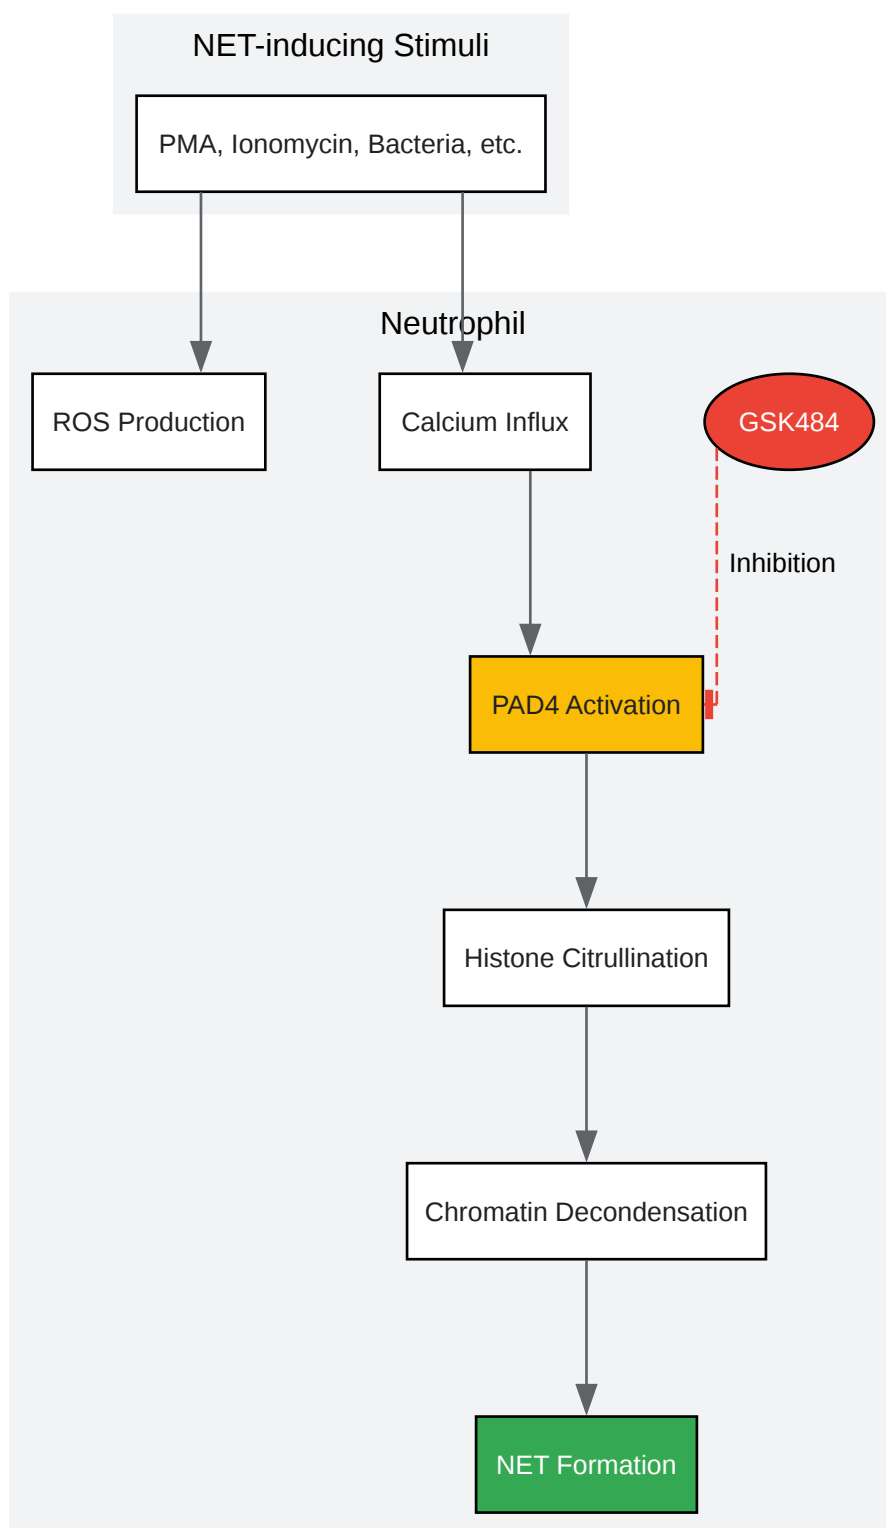 NET-inducing Stimuli
PMA, Ionomycin, Bacteria, etc.
Neutrophil
ROS Production
Calcium Influx
GSK484
Inhibition
PAD4 Activation
Histone Citrullination
Chromatin Decondensation
NET Formation